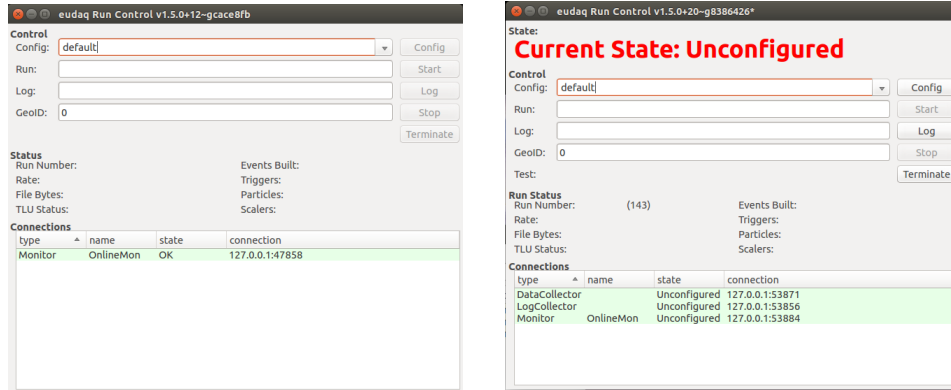 eudaq Run Control v1.5.0+12~gcace8fb
Control
Config: default Config
Run: Start
Log: Log
GeoID: 0 Stop
Terminate
Status
Run Number: Events Built:
Rate: Triggers:
File Bytes: Particles:
TLU Status: Scalers:
Connections
type name state connection
Monitor OnlineMon OK 127.0.0.1:47858
eudaq Run Control v1.5.0+20~g8386426*
State:
Current State: Unconfigured
Control
Config: default Config
Run: Start
Log: Log
GeoID: 0 Stop
Test: Terminate
Run Status
Run Number: (143) Events Built:
Rate: Triggers:
File Bytes: Particles:
TLU Status: Scalers:
Connections
type name state connection
DataCollector Unconfigured 127.0.0.1:53871
LogCollector Unconfigured 127.0.0.1:53856
Monitor OnlineMon Unconfigured 127.0.0.1:53884